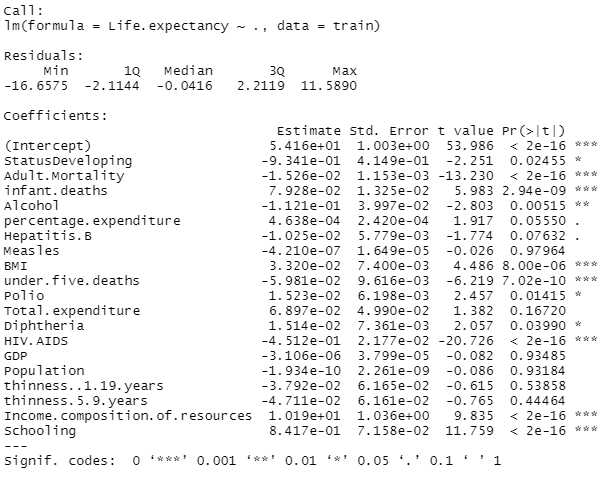 Call:
lm(formula = Life.expectancy ~ ., data = train)
Residuals:
Min 1Q Median 3Q Max
-16.6575 -2.1144 -0.0416 2.2119 11.5890
Coefficients:
Estimate Std. Error t value Pr(>|t|)
(Intercept) 5.416e+01 1.003e+00 53.986 < 2e-16 ***
StatusDeveloping -9.341e-01 4.149e-01 -2.251 0.02455 *
Adult.Mortality -1.526e-02 1.153e-03 -13.230 < 2e-16 ***
infant.deaths 7.928e-02 1.325e-02 5.983 2.94e-09 ***
Alcohol -1.121e-01 3.997e-02 -2.803 0.00515 **
percentage.expenditure 4.638e-04 2.420e-04 1.917 0.05550 .
Hepatitis.B -1.025e-02 5.779e-03 -1.774 0.07632 .
Measles -4.210e-07 1.649e-05 -0.026 0.97964
BMI 3.320e-02 7.400e-03 4.486 8.00e-06 ***
under.five.deaths -5.981e-02 9.616e-03 -6.219 7.02e-10 ***
Polio 1.523e-02 6.198e-03 2.457 0.01415 *
Total.expenditure 6.897e-02 4.990e-02 1.382 0.16720
Diphtheria 1.514e-02 7.361e-03 2.057 0.03990 *
HIV.AIDS -4.512e-01 2.177e-02 -20.726 < 2e-16 ***
GDP -3.106e-06 3.799e-05 -0.082 0.93485
Population -1.934e-10 2.261e-09 -0.086 0.93184
thinness..1.19.years -3.792e-02 6.165e-02 -0.615 0.53858
thinness.5.9.years -4.711e-02 6.161e-02 -0.765 0.44464
Income.composition.of.resources 1.019e+01 1.036e+00 9.835 < 2e-16 ***
Schooling 8.417e-01 7.158e-02 11.759 < 2e-16 ***
---
Signif. codes: 0 ‘***’ 0.001 ‘**’ 0.01 ‘*’ 0.05 ‘.’ 0.1 ‘ ’ 1